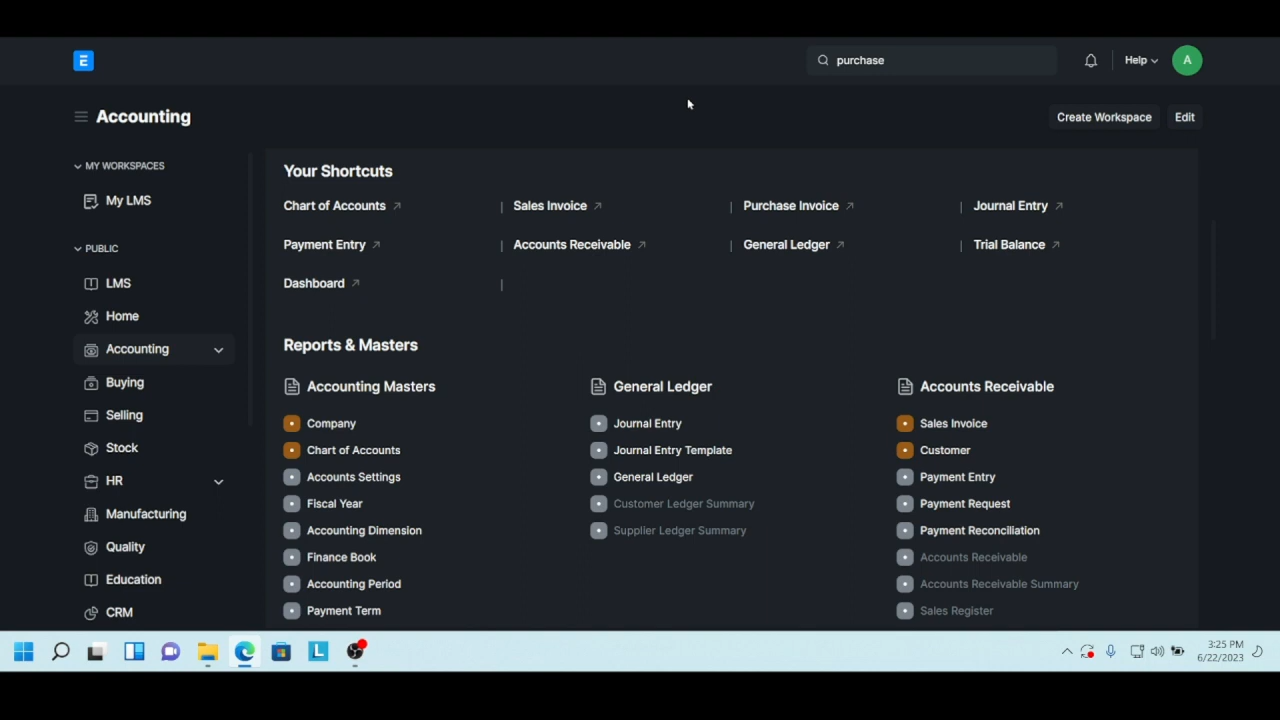 E
purchase
Help
A
Accounting
Create Workspace
Edit
MY WORKSPACES
My LMS
PUBLIC
LMS
Home
Accounting
Buying
Selling
Stock
HR
Manufacturing
Quality
Education
CRM
Your Shortcuts
Chart of Accounts
Sales Invoice
Purchase Invoice
Journal Entry
Payment Entry
Accounts Receivable
General Ledger
Trial Balance
Dashboard
Reports & Masters
Accounting Masters
Company
Chart of Accounts
Accounts Settings
Fiscal Year
Accounting Dimension
Finance Book
Accounting Period
Payment Term
General Ledger
Journal Entry
Journal Entry Template
General Ledger
Customer Ledger Summary
Supplier Ledger Summary
Accounts Receivable
Sales Invoice
Customer
Payment Entry
Payment Request
Payment Reconciliation
Accounts Receivable
Accounts Receivable Summary
Sales Register
L
3:25 PM
6/22/2023